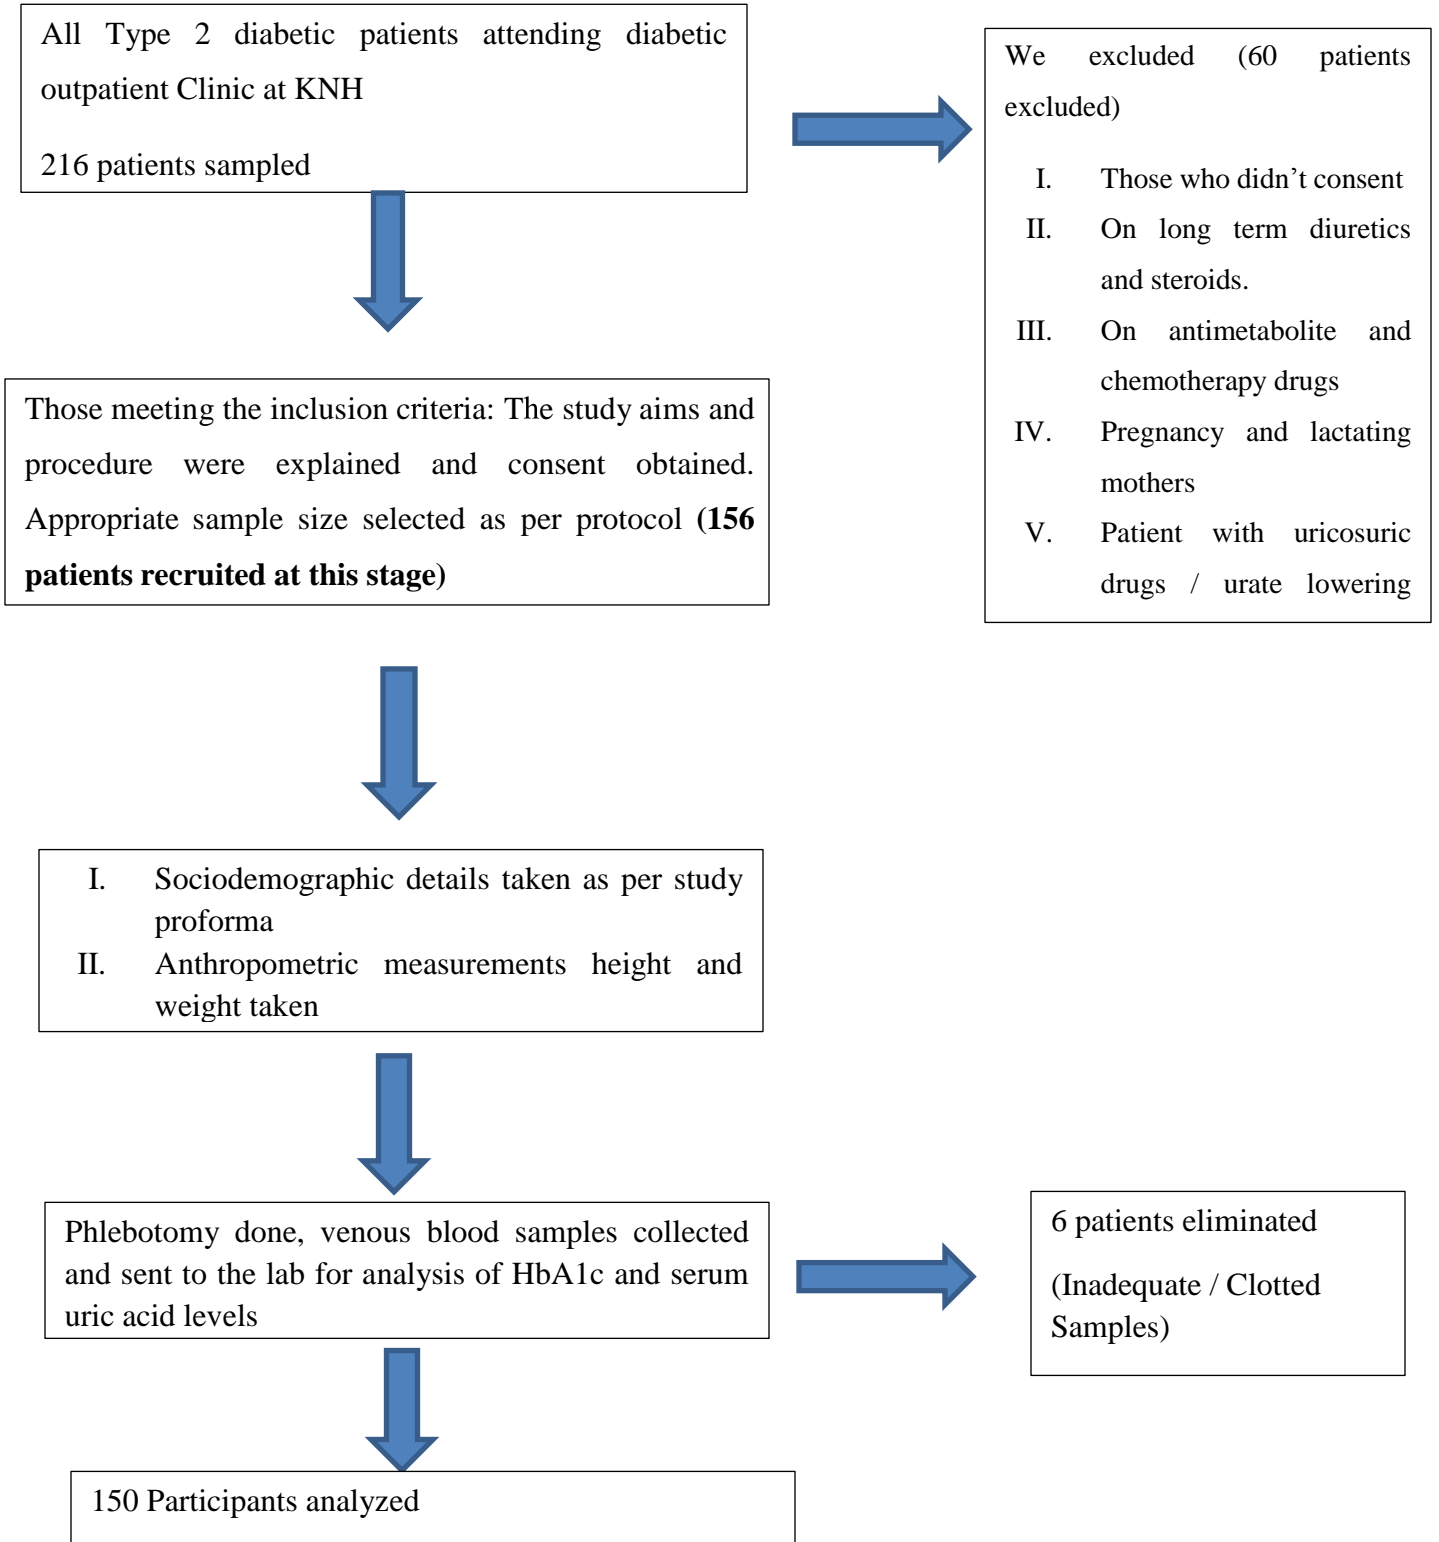 All Type 2 diabetic patients attending diabetic
outpatient Clinic at KNH
216 patients sampled
We excluded (60 patients
excluded)
I. Those who didn’t consent
II. On long term diuretics
and steroids.
III. On antimetabolite and
chemotherapy drugs
IV. Pregnancy and lactating
mothers
V. Patient with uricosuric
drugs / urate lowering
Those meeting the inclusion criteria: The study aims and
procedure were explained and consent obtained.
Appropriate sample size selected as per protocol (156
patients recruited at this stage)
I. Sociodemographic details taken as per study
proforma
II. Anthropometric measurements height and
weight taken
Phlebotomy done, venous blood samples collected
and sent to the lab for analysis of HbA1c and serum
uric acid levels
6 patients eliminated
(Inadequate / Clotted
Samples)
150 Participants analyzed